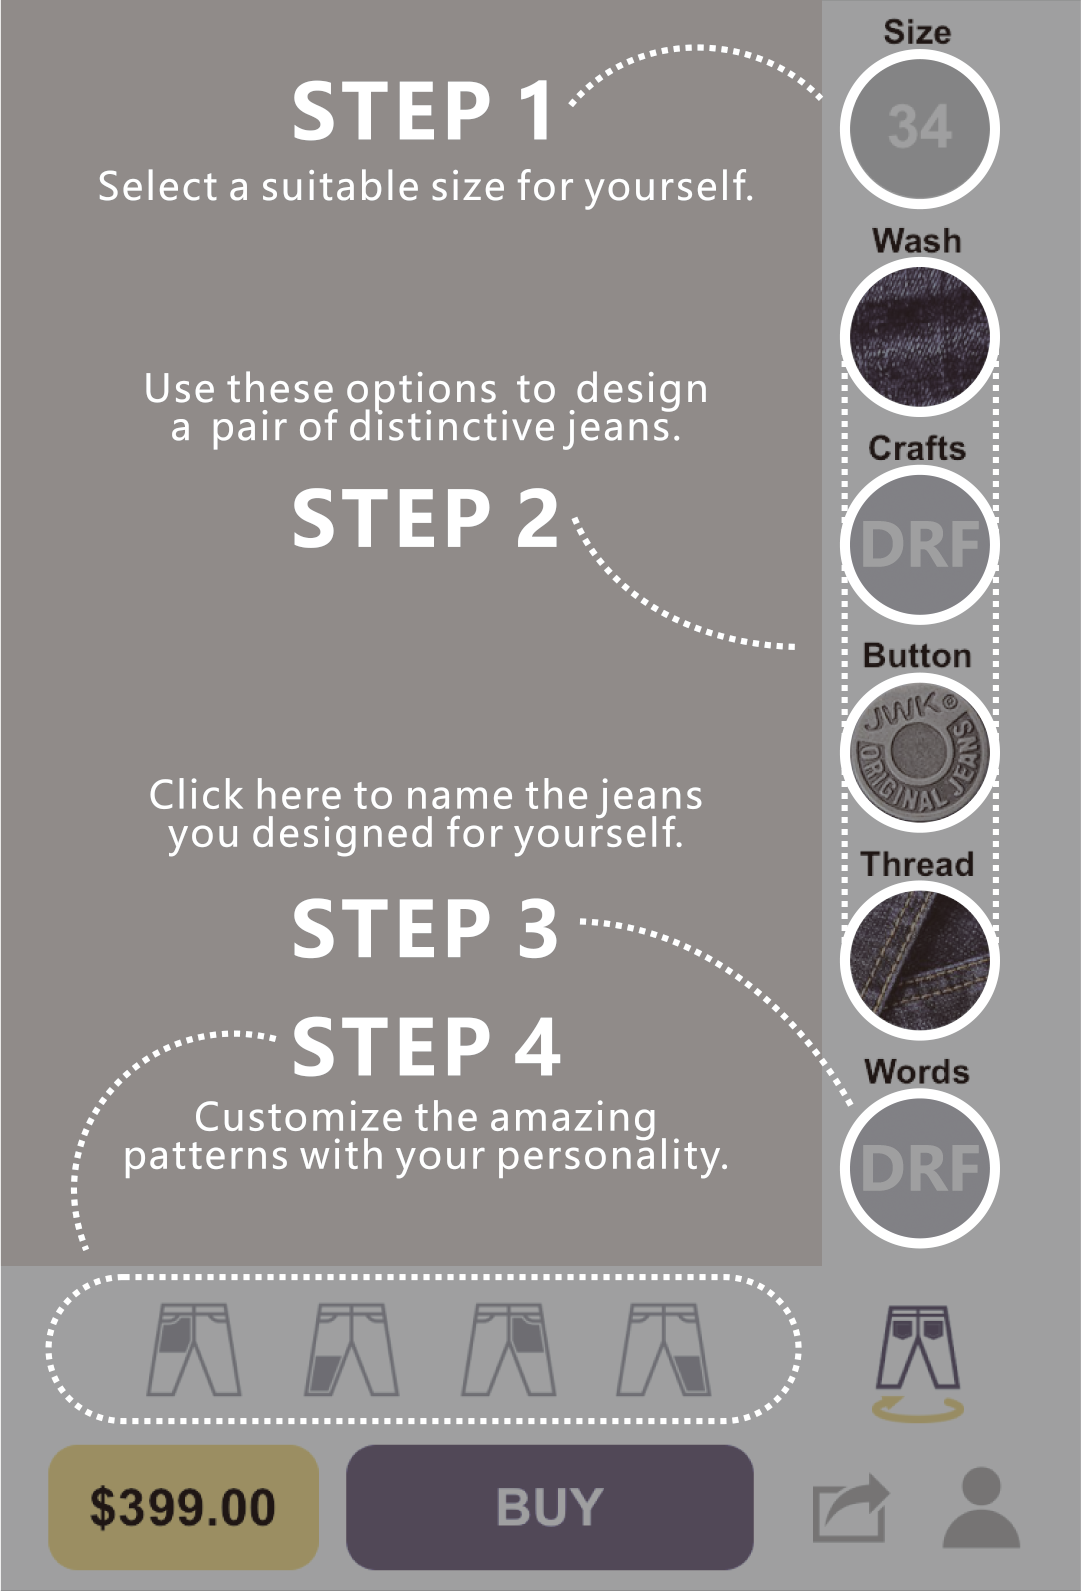 Size
STEP 1
34
Select a suitable size for yourself.
Wash
Use these options to design
a pair of distinctive jeans.
Crafts
STEP 2
DRF
Button
JWK®
ORIGINAL JEANS
Click here to name the jeans
you designed for yourself.
Thread
STEP 3
STEP 4
Words
Customize the amazing
patterns with your personality.
DRF
$399.00
BUY